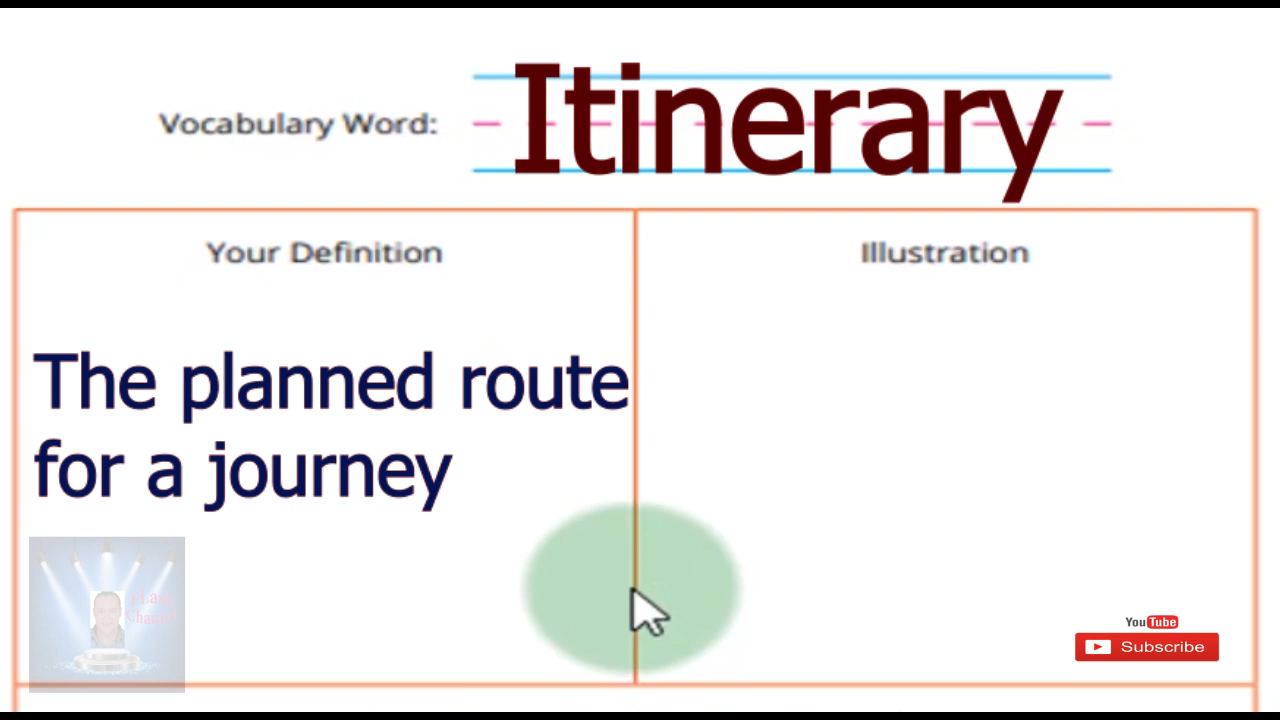 Vocabulary Word: Itinerary
Your Definition
Illustration
The planned route
for a journey
YouTube
Subscribe